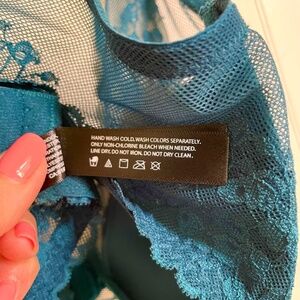 HAND WASH COLD. WASH COLORS SEPARATELY.
ONLY NON-CHLORINE BLEACH WHEN NEEDED.
LINE DRY. DO NOT IRON. DO NOT DRY CLEAN.